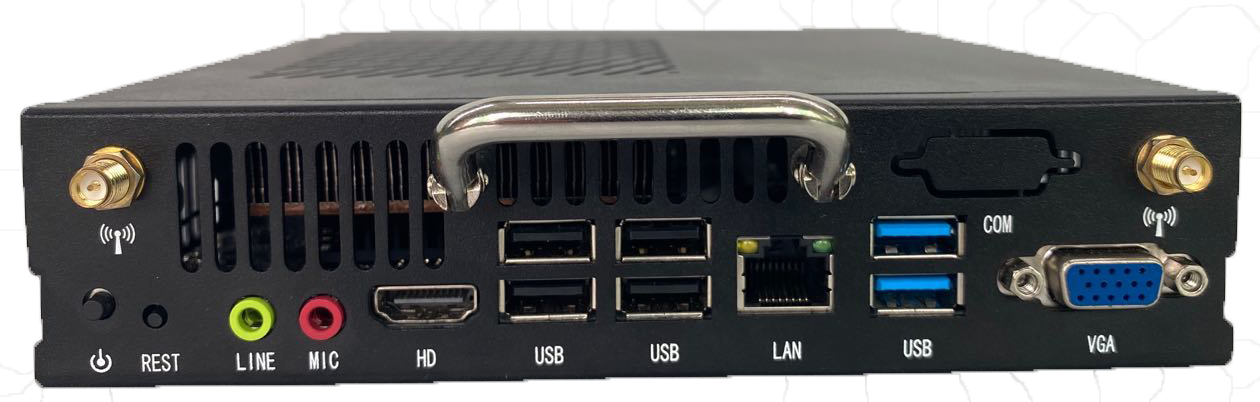 COM
REST
LINE
MIC
HD
USB
USB
LAN
USB
VGA